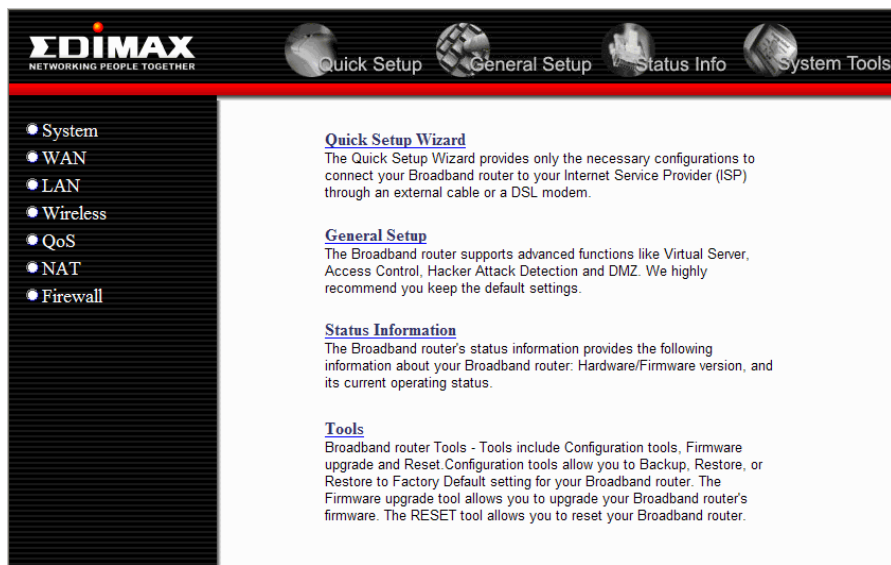 EDIMAX
NETWORKING PEOPLE TOGETHER
Quick Setup
General Setup
Status Info
System Tools
System
WAN
LAN
Wireless
QoS
NAT
Firewall
Quick Setup Wizard
The Quick Setup Wizard provides only the necessary configurations to
connect your Broadband router to your Internet Service Provider (ISP)
through an external cable or a DSL modem.
General Setup
The Broadband router supports advanced functions like Virtual Server,
Access Control, Hacker Attack Detection and DMZ. We highly
recommend you keep the default settings.
Status Information
The Broadband router's status information provides the following
information about your Broadband router: Hardware/Firmware version, and
its current operating status.
Tools
Broadband router Tools - Tools include Configuration tools, Firmware
upgrade and Reset.Configuration tools allow you to Backup, Restore, or
Restore to Factory Default setting for your Broadband router. The
Firmware upgrade tool allows you to upgrade your Broadband router's
firmware. The RESET tool allows you to reset your Broadband router.